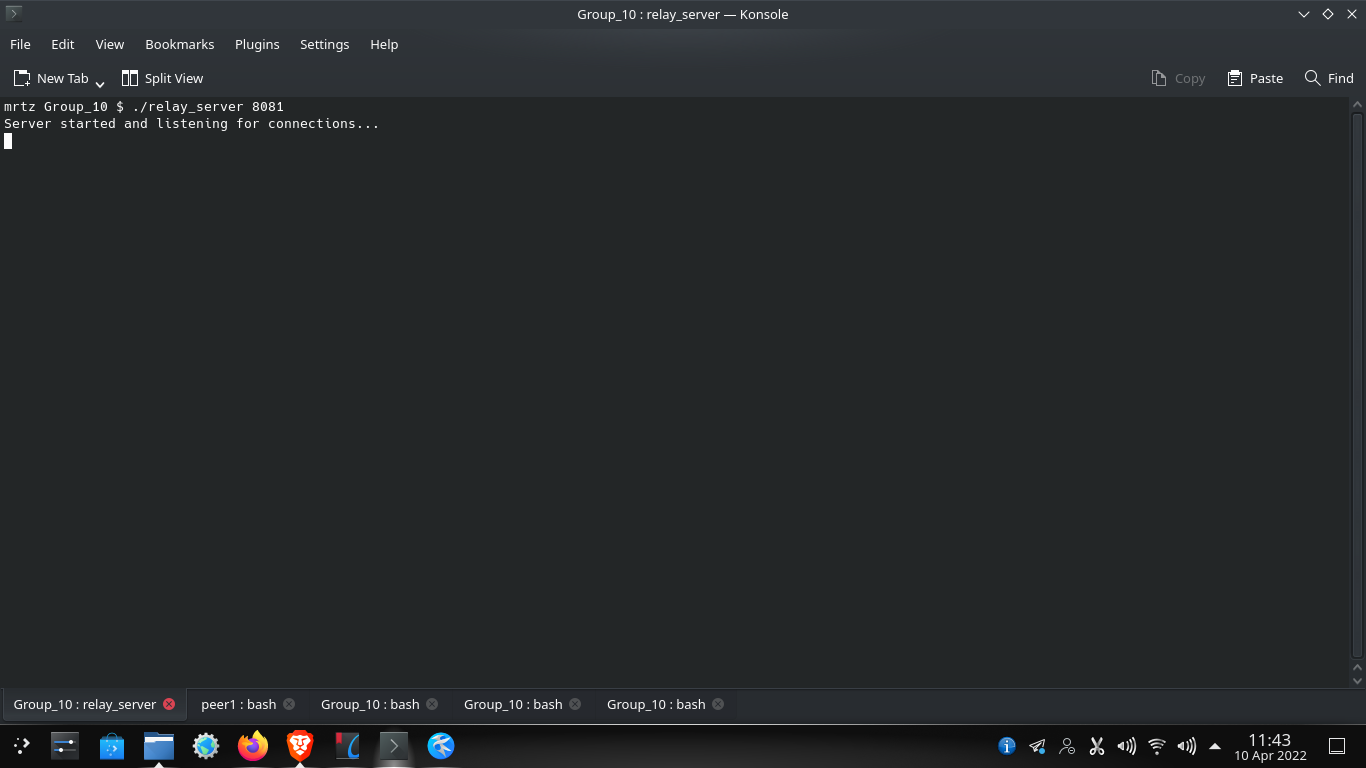 Group_10 : relay_server — Konsole
File Edit View Bookmarks Plugins Settings Help
New Tab Split View Copy Paste Find
mrtz Group_10 $ ./relay_server 8081
Server started and listening for connections...
Group_10 : relay_server peer1 : bash Group_10 : bash Group_10 : bash Group_10 : bash
11:43
10 Apr 2022